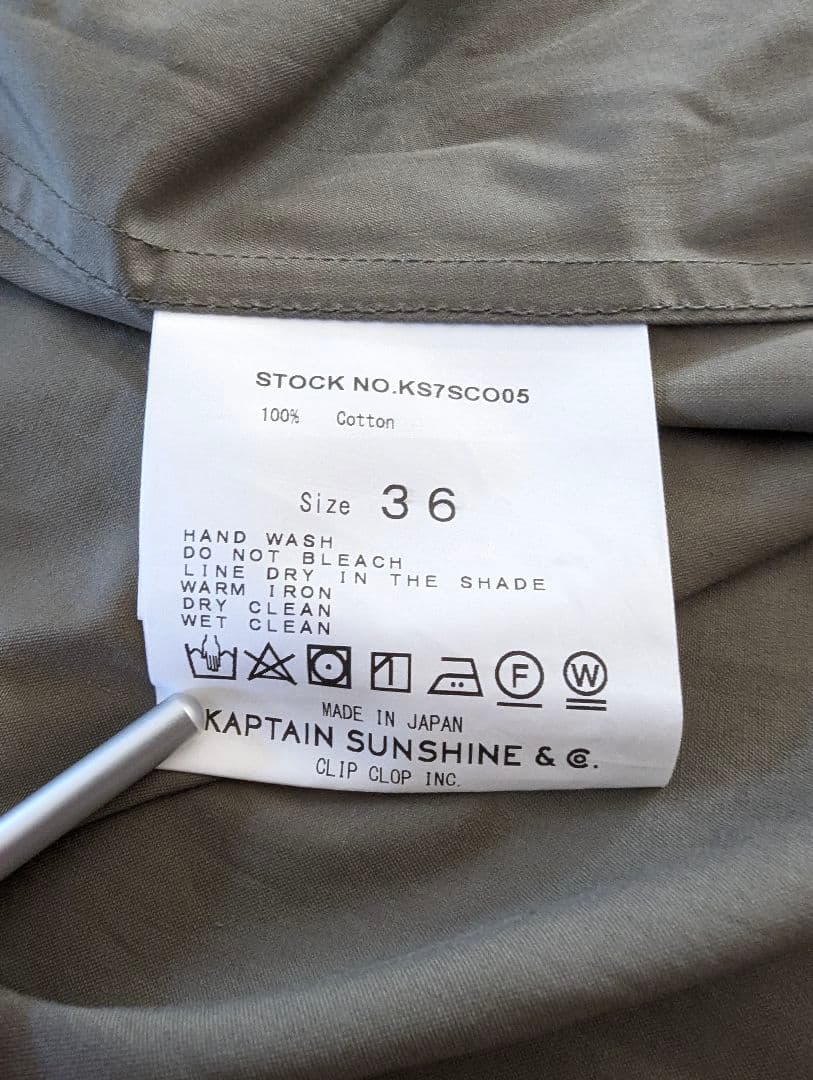 STOCK NO.KS7SCO05
100% Cotton
Size 36
HAND WASH
DO NOT BLEACH
LINE DRY IN THE SHADE
WARM IRON
DRY CLEAN
WET CLEAN
F W
MADE IN JAPAN
KAPTAIN SUNSHINE & Co.
CLIP CLOP INC.